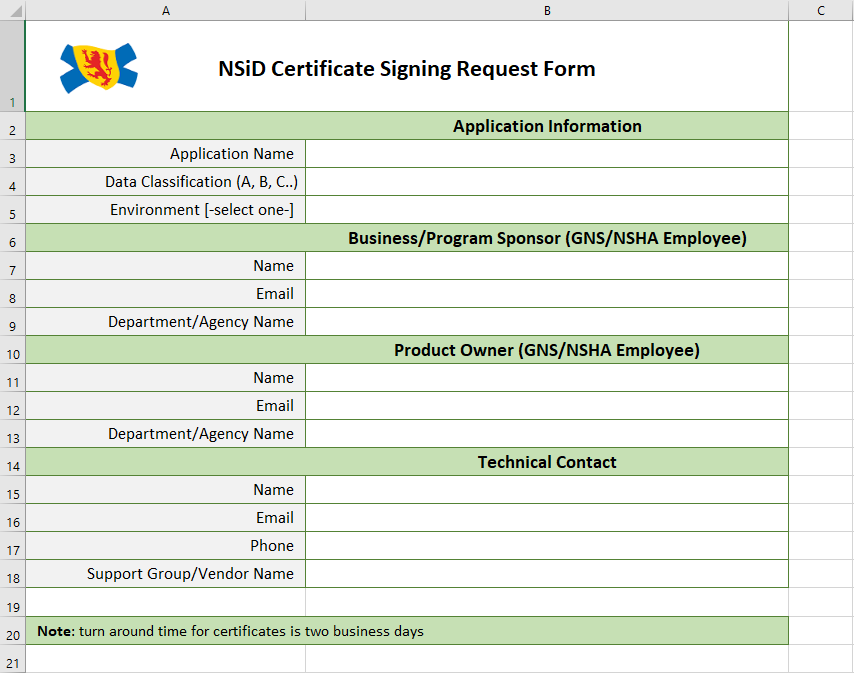 A B C
1 NSiD Certificate Signing Request Form
2 Application Information
3 Application Name
4 Data Classification (A, B, C..)
5 Environment [-select one-]
6 Business/Program Sponsor (GNS/NSHA Employee)
7 Name
8 Email
9 Department/Agency Name
10 Product Owner (GNS/NSHA Employee)
11 Name
12 Email
13 Department/Agency Name
14 Technical Contact
15 Name
16 Email
17 Phone
18 Support Group/Vendor Name
19
20 Note: turn around time for certificates is two business days
21